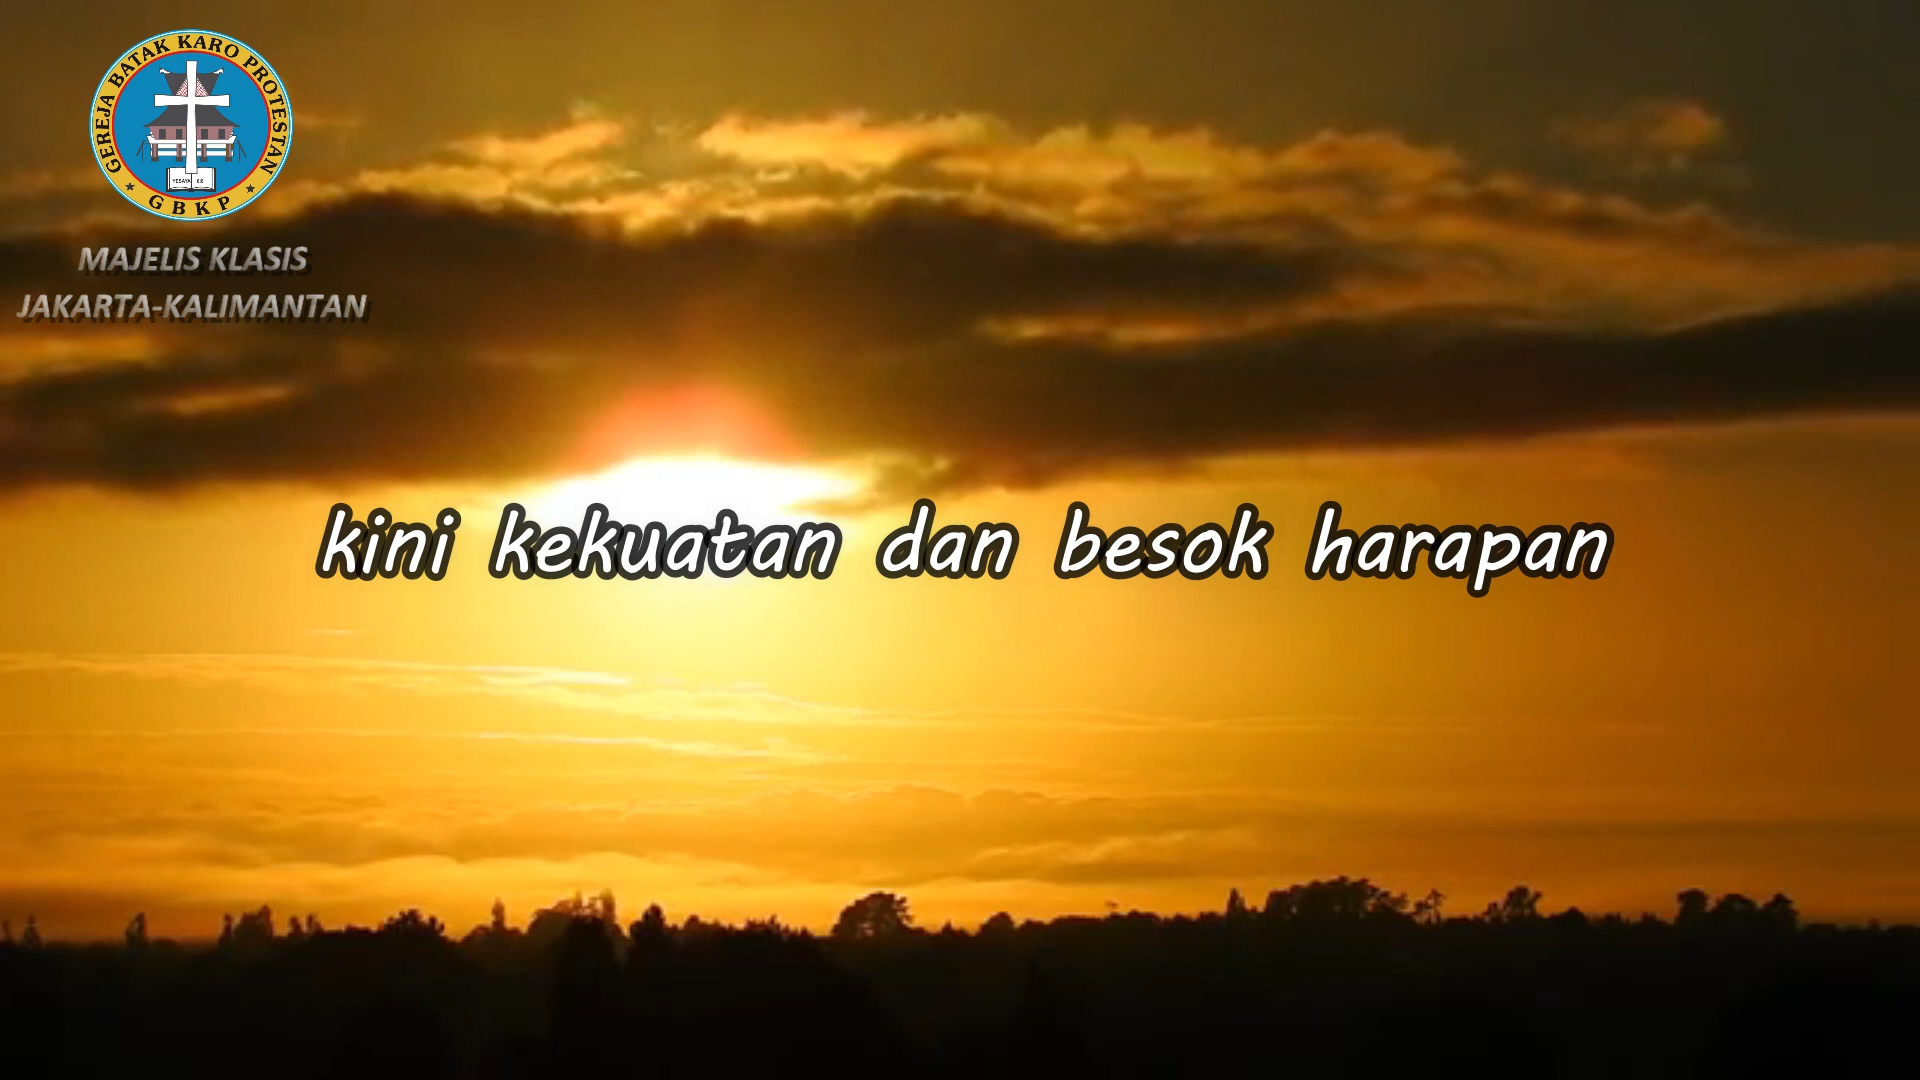 GEREJA BATAK KARO PROTESTAN
GBKP
MAJELIS KLASIS
JAKARTA-KALIMANTAN
kini kekuatan dan besok harapan